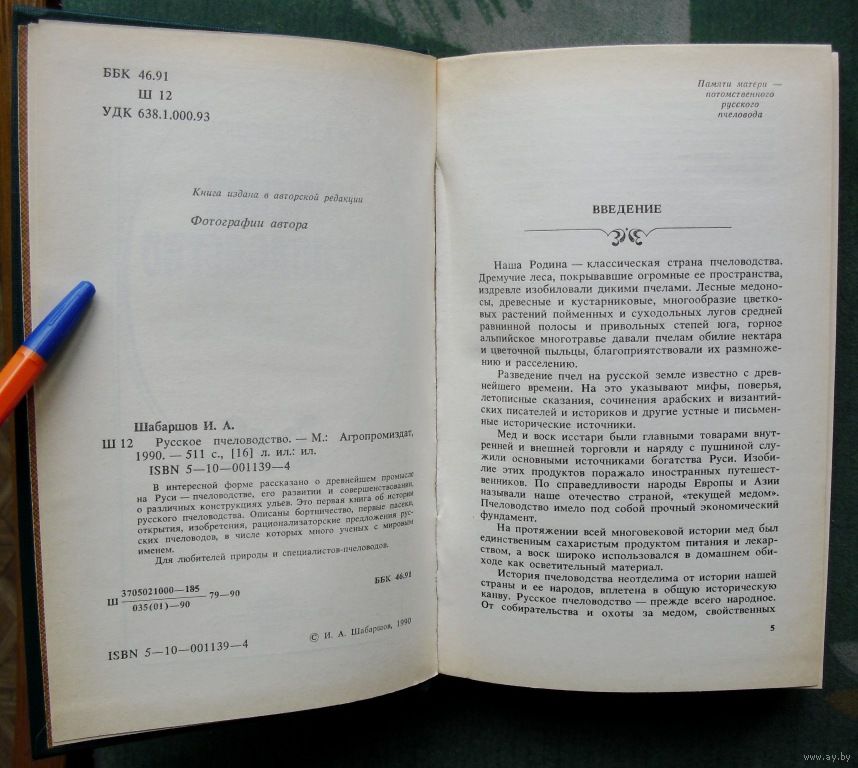 ББК 46.91
Ш 12
УДК 638.1.000.93
Книга издана в авторской редакции
Фотографии автора
Шабаршов И. А.
Ш 12 Русское пчеловодство. — М.: Агропромиздат,
1990. — 511 с., [16] л. ил.: ил.
ISBN 5—10—001139—4
В интересной форме рассказано о древнейшем промысле
на Руси — пчеловодстве, его развитии и совершенствовании,
о различных конструкциях ульев. Это первая книга об истории
русского пчеловодства. Описаны бортничество, первые пасеки,
открытия, изобретения, рационализаторские предложения рус-
ских пчеловодов, в числе которых много ученых с мировым
именем.
Для любителей природы и специалистов-пчеловодов.
Ш 3705021000—185 79—90
035(01)—90
ББК 46.91
ISBN 5—10—001139—4
© И. А. Шабаршов, 1990
Памяти матери —
потомственного
русского
пчеловода
ВВЕДЕНИЕ
Наша Родина — классическая страна пчеловодства.
Дремучие леса, покрывавшие огромные ее пространства,
издревле изобиловали дикими пчелами. Лесные медоно-
сы, древесные и кустарниковые, многообразие цветко-
вых растений пойменных и суходольных лугов средней
равнинной полосы и привольных степей юга, горное
альпийское многотравье давали пчелам обилие нектара
и цветочной пыльцы, благоприятствовали их размноже-
нию и расселению.
Разведение пчел на русской земле известно с древ-
нейшего времени. На это указывают мифы, поверья,
летописные сказания, сочинения арабских и византий-
ских писателей и историков и другие устные и письмен-
ные исторические источники.
Мед и воск исстари были главными товарами внут-
ренней и внешней торговли и наряду с пушниной слу-
жили основными источниками богатства Руси. Изоби-
лие этих продуктов поражало иностранных путешест-
венников. По справедливости народы Европы и Азии
называли наше отечество страной, «текущей медом».
Пчеловодство имело под собой прочный экономический
фундамент.
На протяжении всей многовековой истории мед был
единственным сахаристым продуктом питания и лекар-
ством, а воск широко использовался в домашнем оби-
ходе как осветительный материал.
История пчеловодства неотделима от истории нашей
страны и ее народов, вплетена в общую историческую
канву. Русское пчеловодство — прежде всего народное.
От собирательства и охоты за медом, свойственных
5
www.ay.by